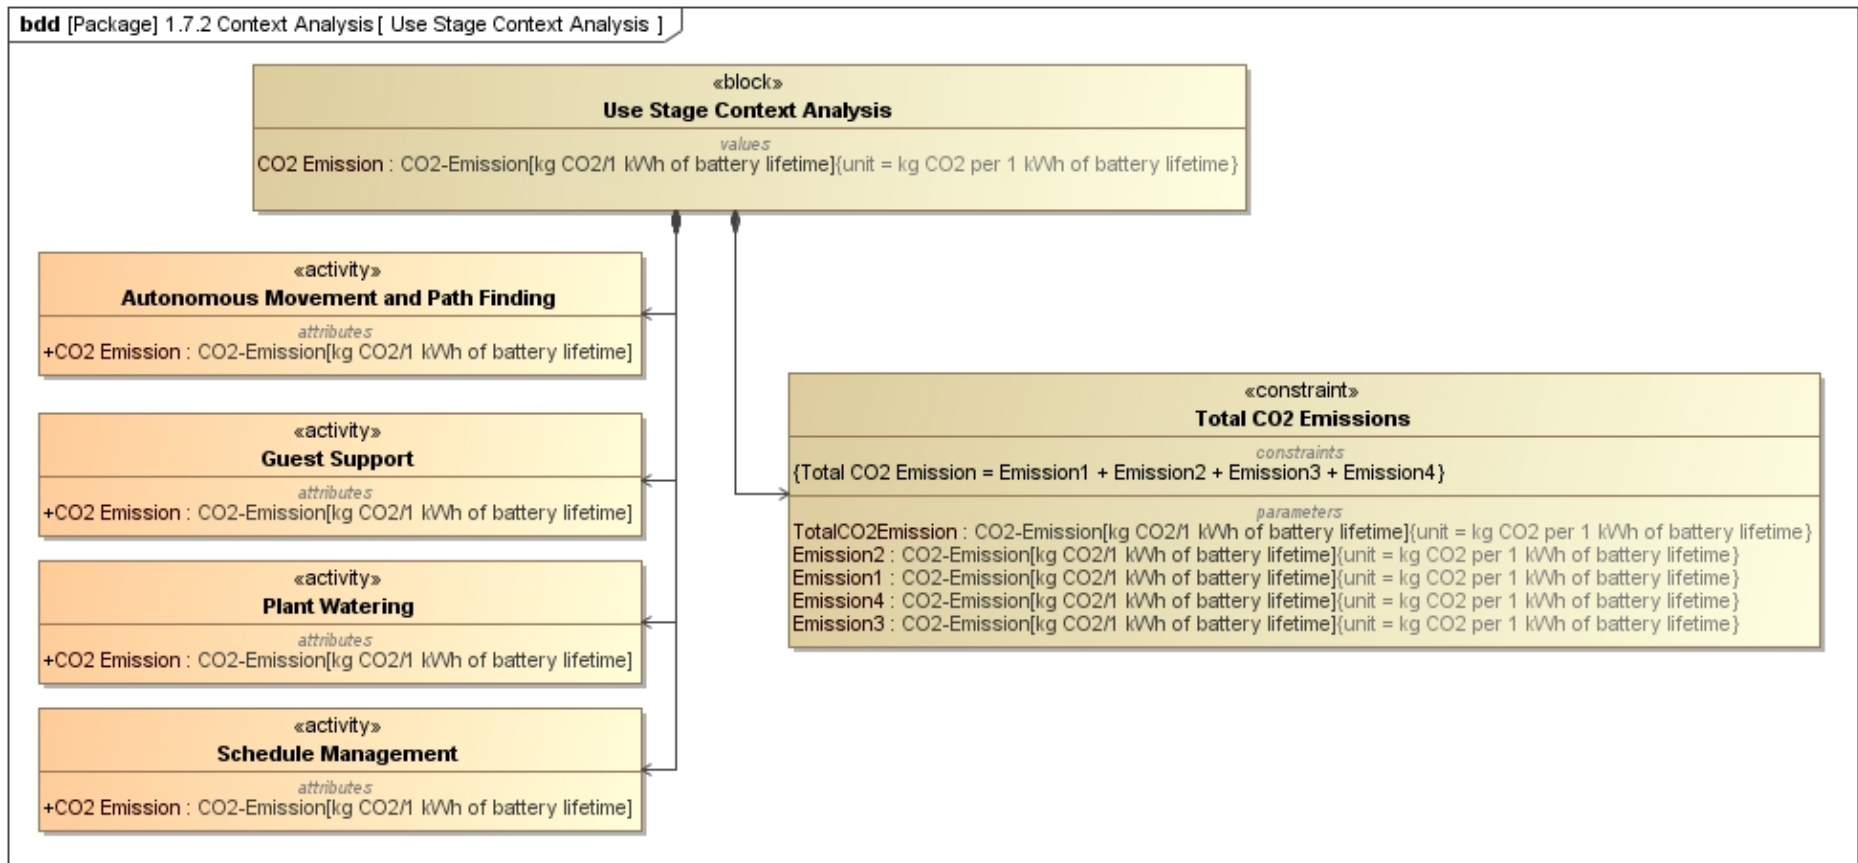 bdd [Package] 1.7.2 Context Analysis [ Use Stage Context Analysis ]
«block»
Use Stage Context Analysis
values
CO2 Emission : CO2-Emission[kg CO2/1 kWh of battery lifetime]{unit = kg CO2 per 1 kWh of battery lifetime}
«activity»
Autonomous Movement and Path Finding
attributes
+CO2 Emission : CO2-Emission[kg CO2/1 kWh of battery lifetime]
«activity»
Guest Support
attributes
+CO2 Emission : CO2-Emission[kg CO2/1 kWh of battery lifetime]
«activity»
Plant Watering
attributes
+CO2 Emission : CO2-Emission[kg CO2/1 kWh of battery lifetime]
«activity»
Schedule Management
attributes
+CO2 Emission : CO2-Emission[kg CO2/1 kWh of battery lifetime]
«constraint»
Total CO2 Emissions
constraints
{Total CO2 Emission = Emission1 + Emission2 + Emission3 + Emission4}
parameters
TotalCO2Emission : CO2-Emission[kg CO2/1 kWh of battery lifetime]{unit = kg CO2 per 1 kWh of battery lifetime}
Emission2 : CO2-Emission[kg CO2/1 kWh of battery lifetime]{unit = kg CO2 per 1 kWh of battery lifetime}
Emission1 : CO2-Emission[kg CO2/1 kWh of battery lifetime]{unit = kg CO2 per 1 kWh of battery lifetime}
Emission4 : CO2-Emission[kg CO2/1 kWh of battery lifetime]{unit = kg CO2 per 1 kWh of battery lifetime}
Emission3 : CO2-Emission[kg CO2/1 kWh of battery lifetime]{unit = kg CO2 per 1 kWh of battery lifetime}